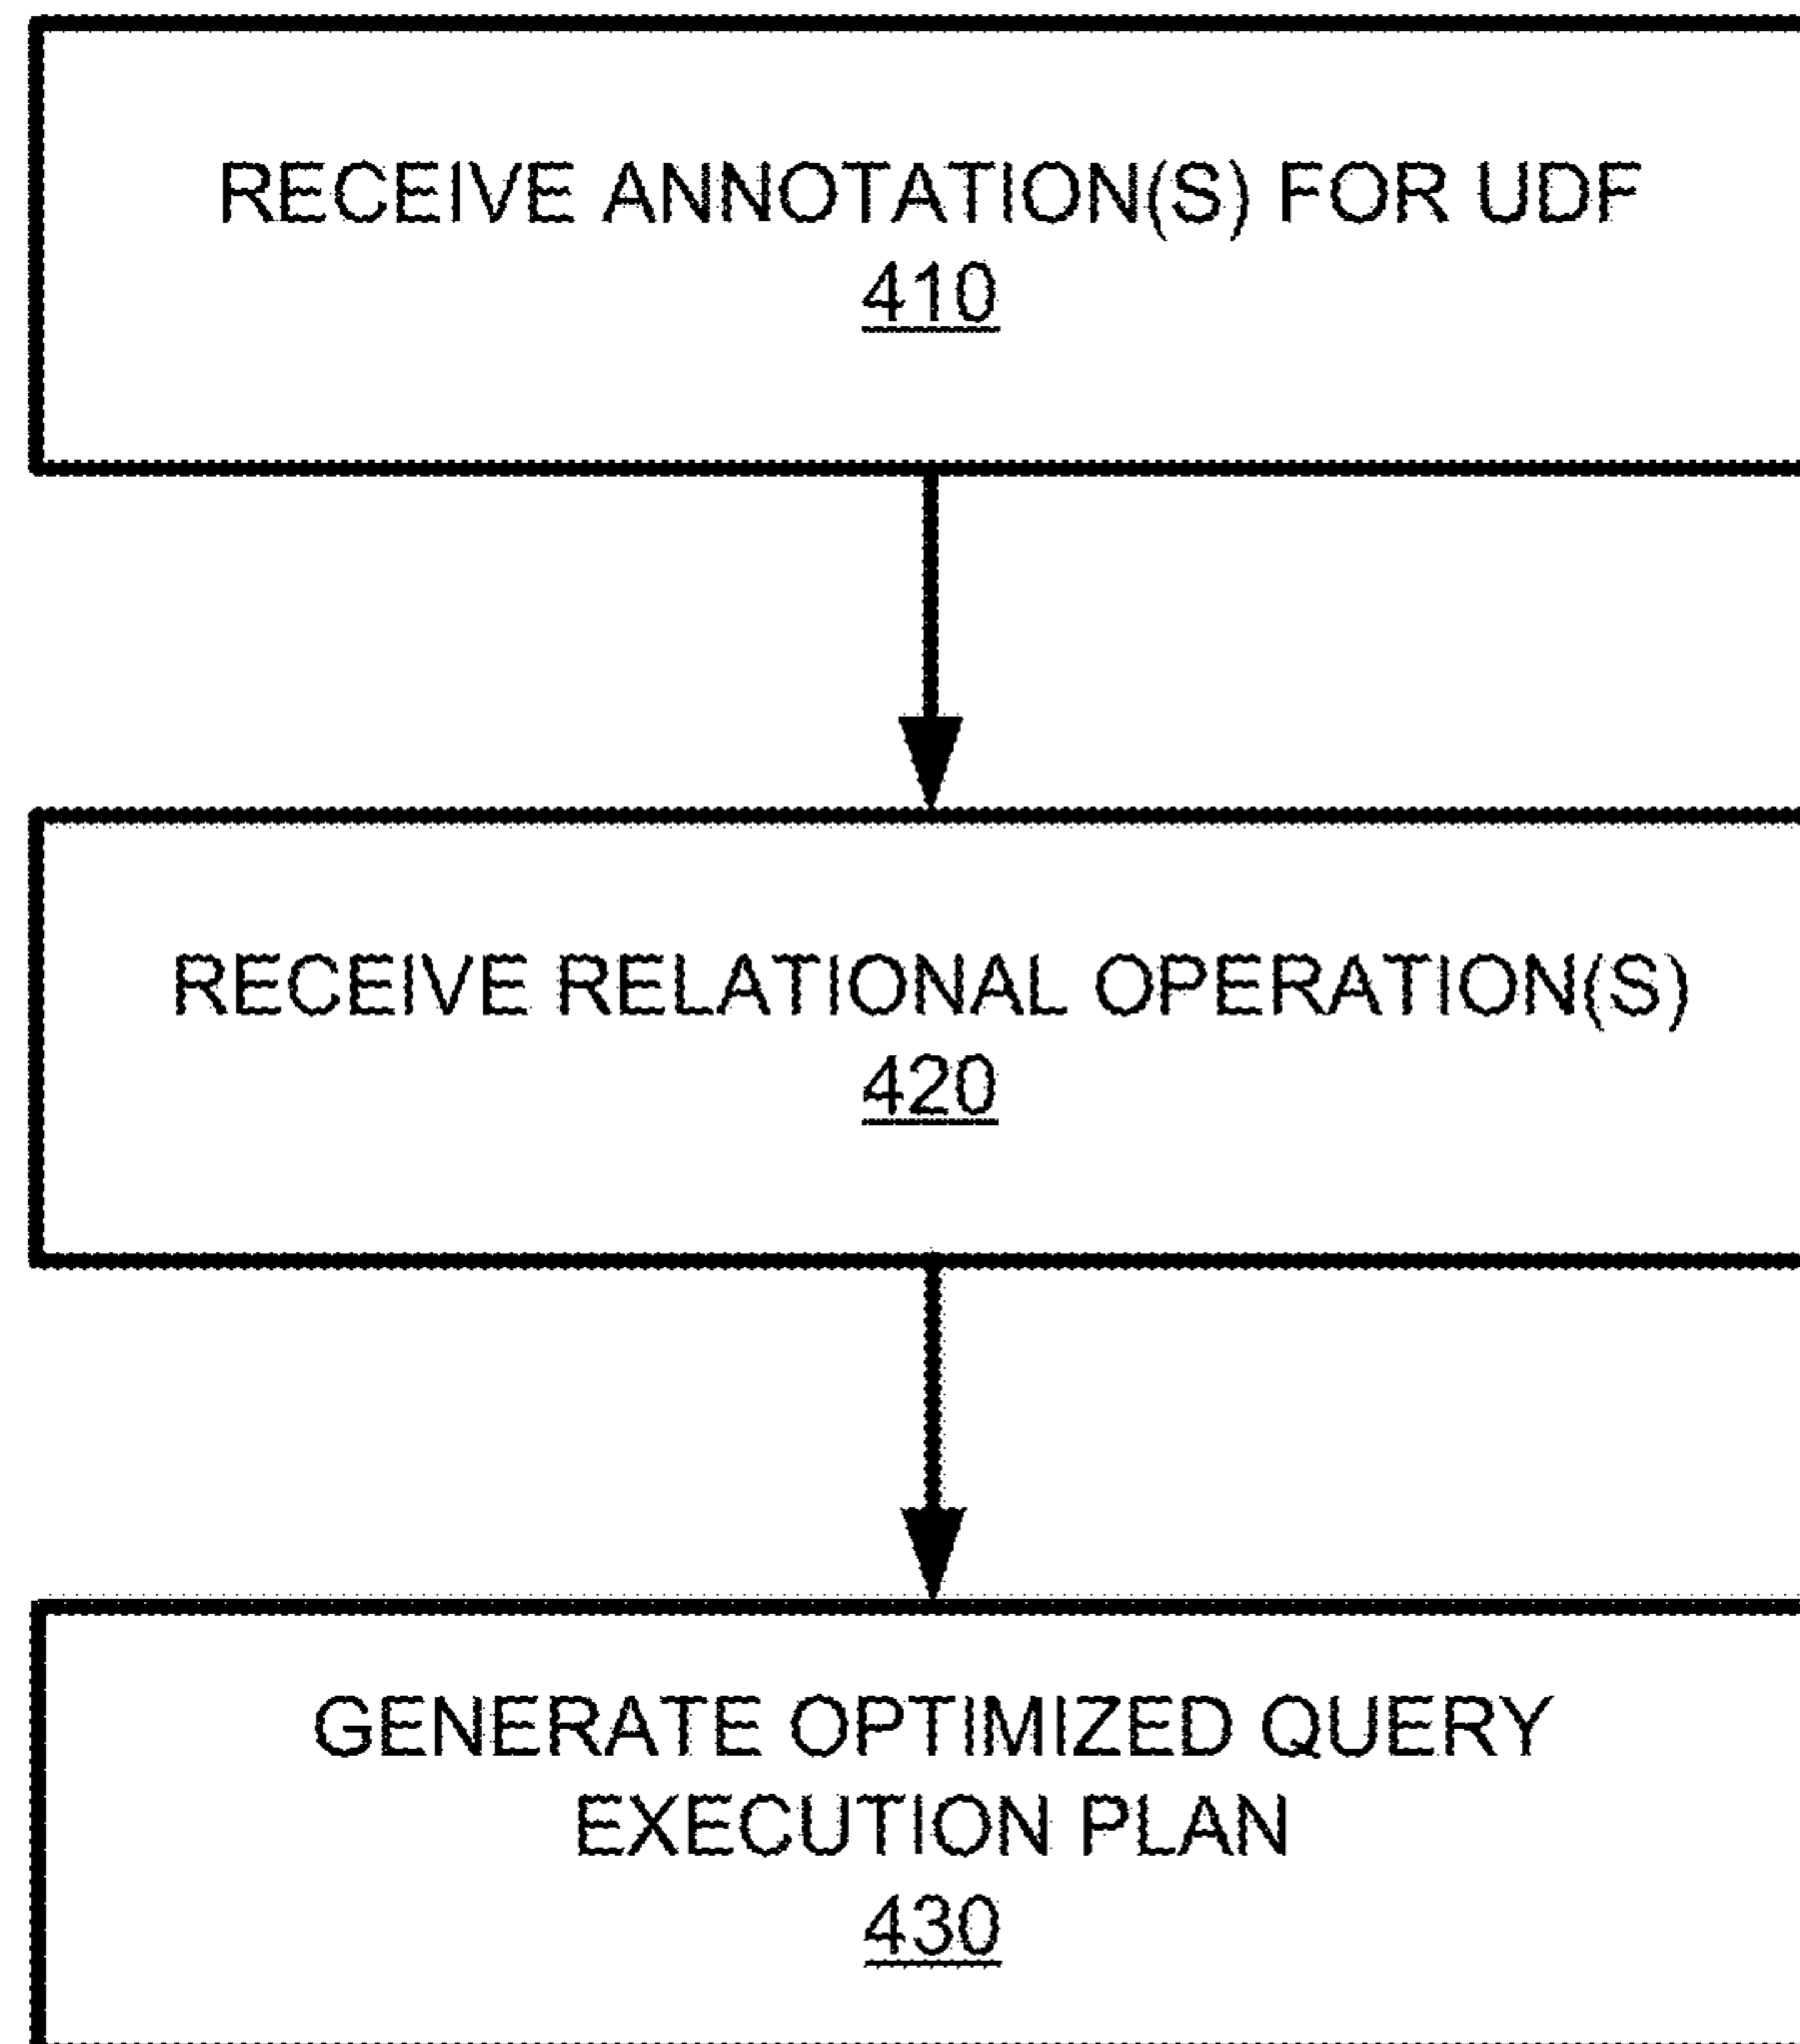 RECEIVE ANNOTATION(S) FOR UDF
410
RECEIVE RELATIONAL OPERATION(S)
420
GENERATE OPTIMIZED QUERY
EXECUTION PLAN
430